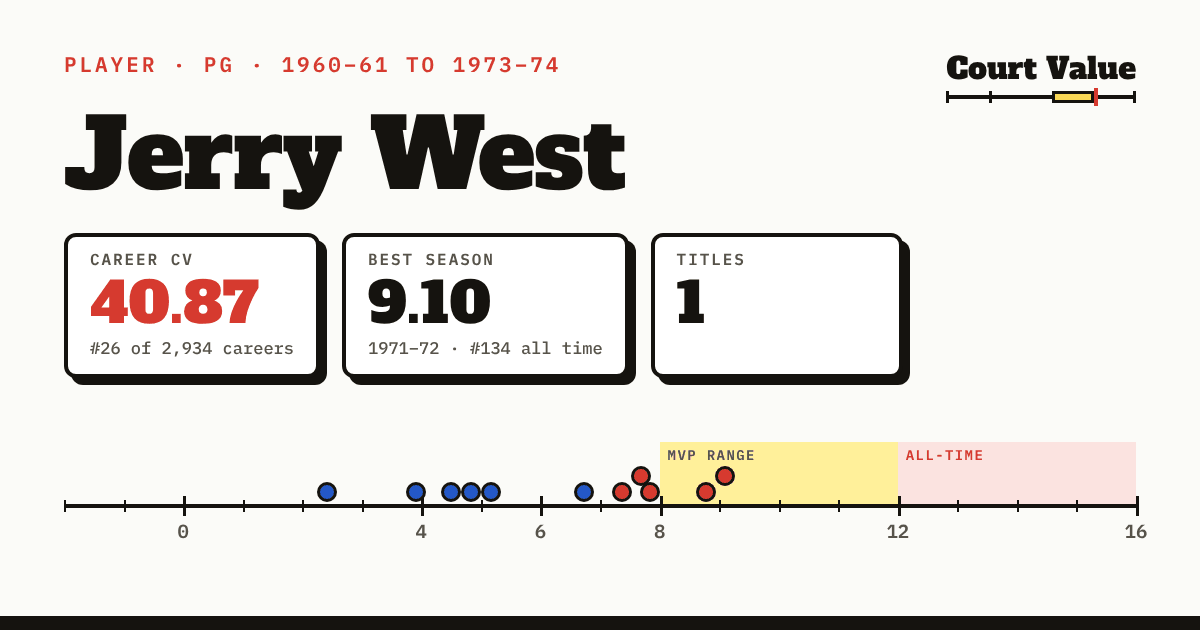 PLAYER · PG · 1960–61 TO 1973–74
Court Value
Jerry West
CAREER CV
40.87
#26 of 2,934 careers
BEST SEASON
9.10
1971–72 · #134 all time
TITLES
1
MVP RANGE
ALL-TIME
0 4 6 8 12 16